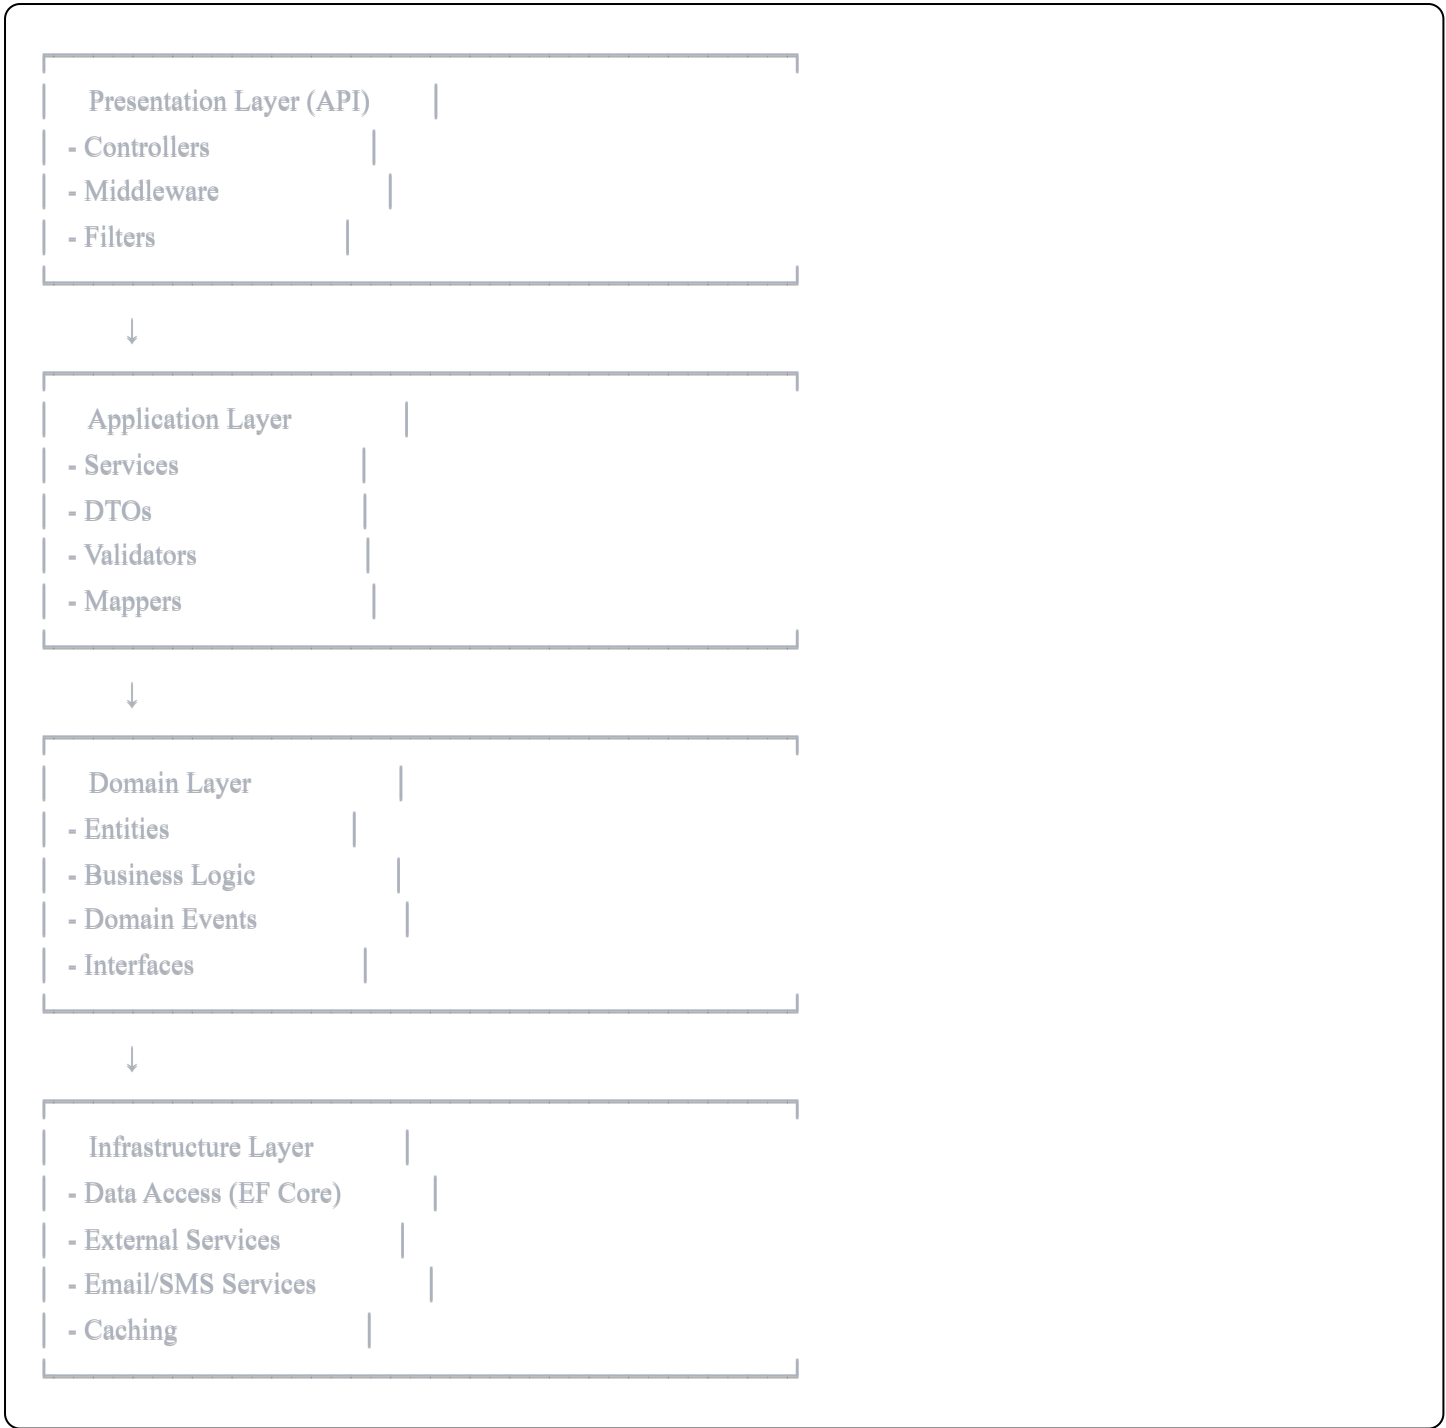 Presentation Layer (API)
- Controllers
- Middleware
- Filters
↓
Application Layer
- Services
- DTOs
- Validators
- Mappers
↓
Domain Layer
- Entities
- Business Logic
- Domain Events
- Interfaces
↓
Infrastructure Layer
- Data Access (EF Core)
- External Services
- Email/SMS Services
- Caching